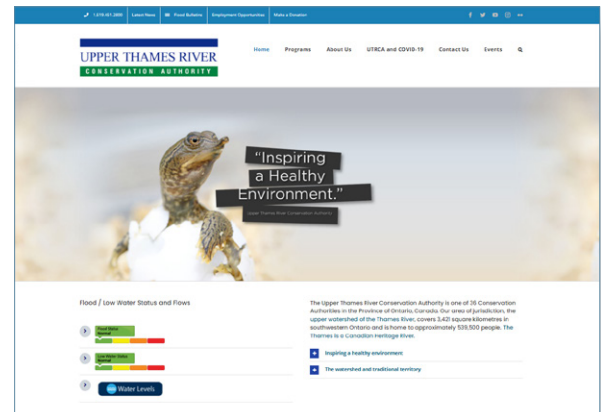 1.519.451.2800 Latest News Flood Bulletins Employment Opportunities Make a Donation
UPPER THAMES RIVER
CONSERVATION AUTHORITY
Home Programs About Us UTRCA and COVID-19 Contact Us Events
“Inspiring
a Healthy
Environment.”
Upper Thames River Conservation Authority
Flood / Low Water Status and Flows
Flood Status
Normal
Low Water Status
Normal
Water Levels
The Upper Thames River Conservation Authority is one of 36 Conservation
Authorities in the Province of Ontario, Canada. Our area of jurisdiction, the
upper watershed of the Thames River, covers 3,421 square kilometres in
southwestern Ontario and is home to approximately 539,500 people. The
Thames is a Canadian Heritage River.
Inspiring a healthy environment
The watershed and traditional territory